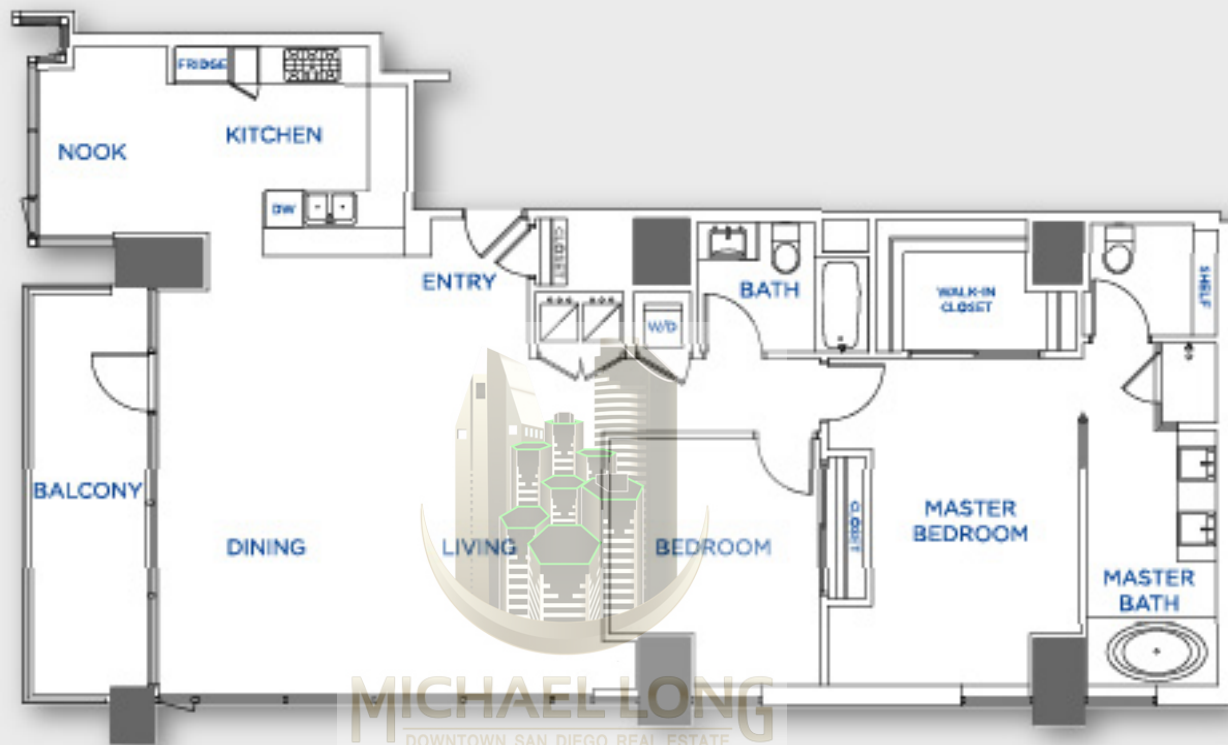 FRIDGE
NOOK
KITCHEN
DW
ENTRY
CLOSET
BATH
W/D
WALK-IN
CLOSET
SHELF
BALCONY
DINING
LIVING
BEDROOM
CLOSET
MASTER
BEDROOM
MASTER
BATH
MICHAEL LONG
DOWNTOWN SAN DIEGO REAL ESTATE